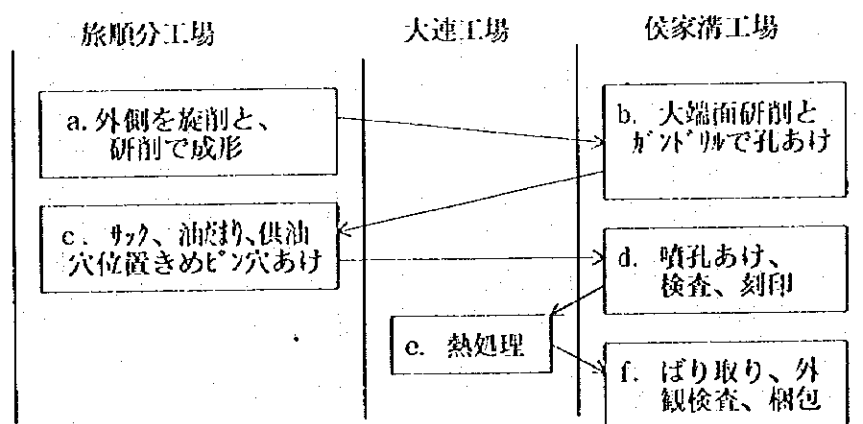 旅順分工場
大連工場
侯家溝工場
a. 外側を旋削と、
研削で成形
b. 大端面研削と
ｶﾞﾝﾄﾞﾘﾙで孔あけ
c. ｻｯｸ、油だまり、供油
穴位置きめﾋﾟﾝ穴あけ
d. 噴孔あけ、
検査、刻印
e. 熱処理
f. ばり取り、外
観検査、梱包